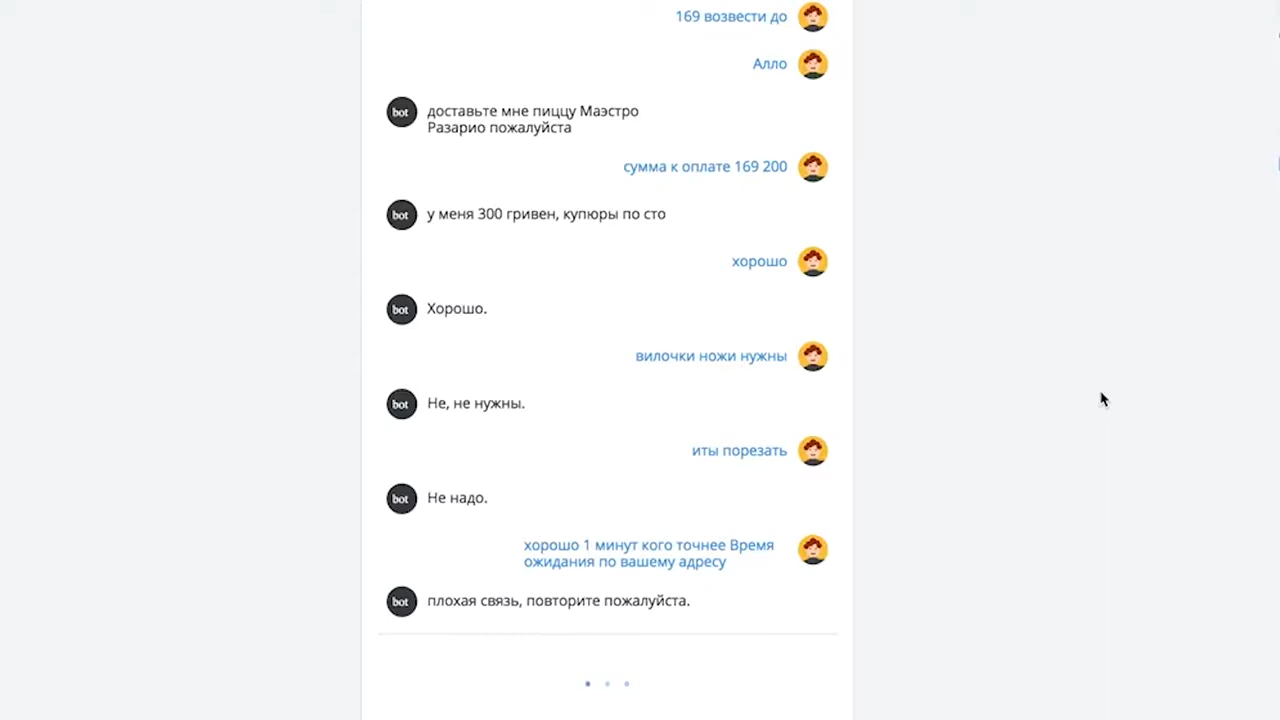 169 возвести до
Алло
bot
доставьте мне пиццу Маэстро
Разарио пожалуйста
сумма к оплате 169 200
bot
у меня 300 гривен, купюры по сто
хорошо
bot
Хорошо.
вилочки ножи нужны
bot
Не, не нужны.
иты порезать
bot
Не надо.
хорошо 1 минут кого точнее Время
ожидания по вашему адресу
bot
плохая связь, повторите пожалуйста.